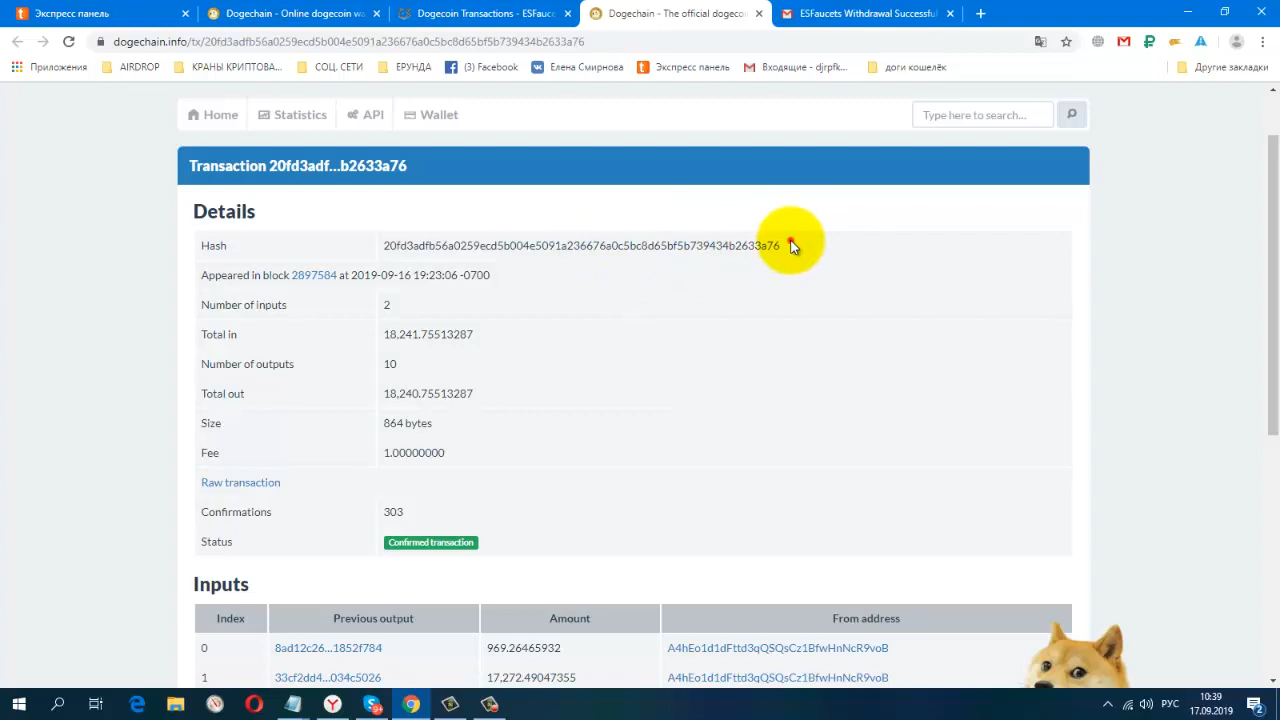 Экспресс панель
Dogechain - Online dogecoin wa
Dogecoin Transactions - ESFauce
Dogechain - The official dogecoi
ESFaucets Withdrawal Successful
dogechain.info/tx/20fd3adfb56a0259ecd5b004e5091a236676a0c5bc8d65bf5b739434b2633a76
Приложения
AIRDROP
КРАНЫ КРИПТОВА...
СОЦ. СЕТИ
ЕРУНДА
(3) Facebook
Елена Смирнова
Экспресс панель
Входящие - djrpfk...
доги кошелёк
Другие закладки
Home
Statistics
API
Wallet
Type here to search...
Transaction 20fd3adf...b2633a76
Details
Hash 20fd3adfb56a0259ecd5b004e5091a236676a0c5bc8d65bf5b739434b2633a76
Appeared in block 2897584 at 2019-09-16 19:23:06 -0700
Number of inputs 2
Total in 18,241.75513287
Number of outputs 10
Total out 18,240.75513287
Size 864 bytes
Fee 1.00000000
Raw transaction
Confirmations 303
Status Confirmed transaction
Inputs
Index Previous output Amount From address
0 8ad12c26...1852f784 969.26465932 A4hEo1d1dFttd3qQSQsCz1BfwHnNcR9voB
1 33cf2dd4...034c5026 17,272.49047355 A4hEo1d1dFttd3qQSQsCz1BfwHnNcR9voB
РУС
10:39
17.09.2019
2